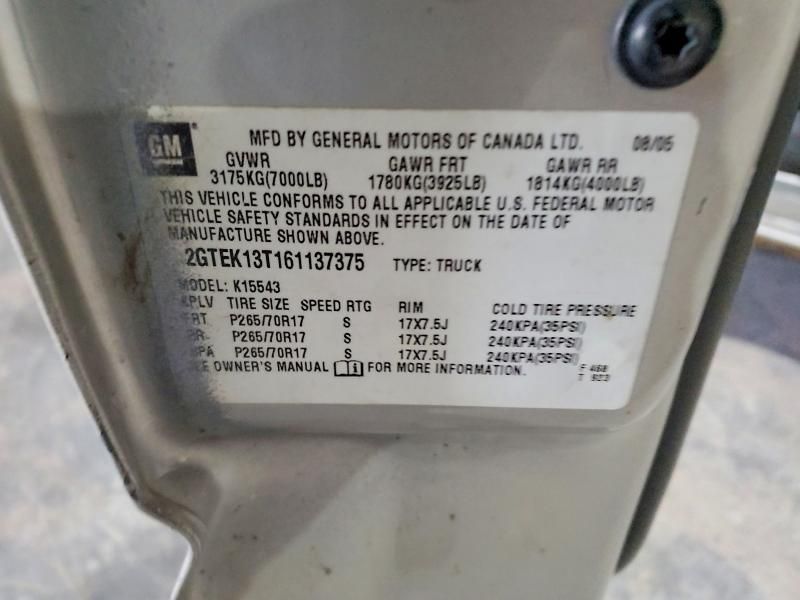 GM
MFD BY GENERAL MOTORS OF CANADA LTD. 08/05
GVWR GAWR FRT GAWR RR
3175KG(7000LB) 1780KG(3925LB) 1814KG(4000LB)
THIS VEHICLE CONFORMS TO ALL APPLICABLE U.S. FEDERAL MOTOR
VEHICLE SAFETY STANDARDS IN EFFECT ON THE DATE OF
MANUFACTURE SHOWN ABOVE.
2GTEK13T161137375 TYPE: TRUCK
MODEL: K15543
TIRE SIZE SPEED RTG RIM COLD TIRE PRESSURE
FRT P265/70R17 S 17X7.5J 240KPA(35PSI)
RR P265/70R17 S 17X7.5J 240KPA(35PSI)
P265/70R17 S 17X7.5J 240KPA(35PSI)
OWNER'S MANUAL FOR MORE INFORMATION.